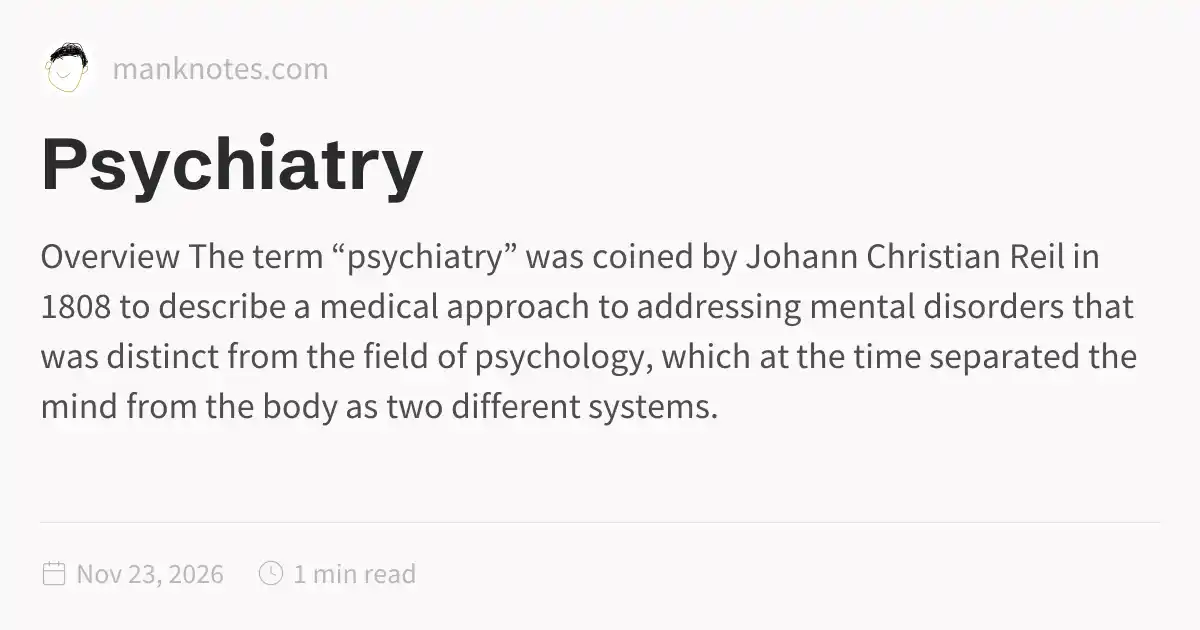 manknotes.com
Psychiatry
Overview The term “psychiatry” was coined by Johann Christian Reil in
1808 to describe a medical approach to addressing mental disorders that
was distinct from the field of psychology, which at the time separated the
mind from the body as two different systems.
Nov 23, 2026 1 min read